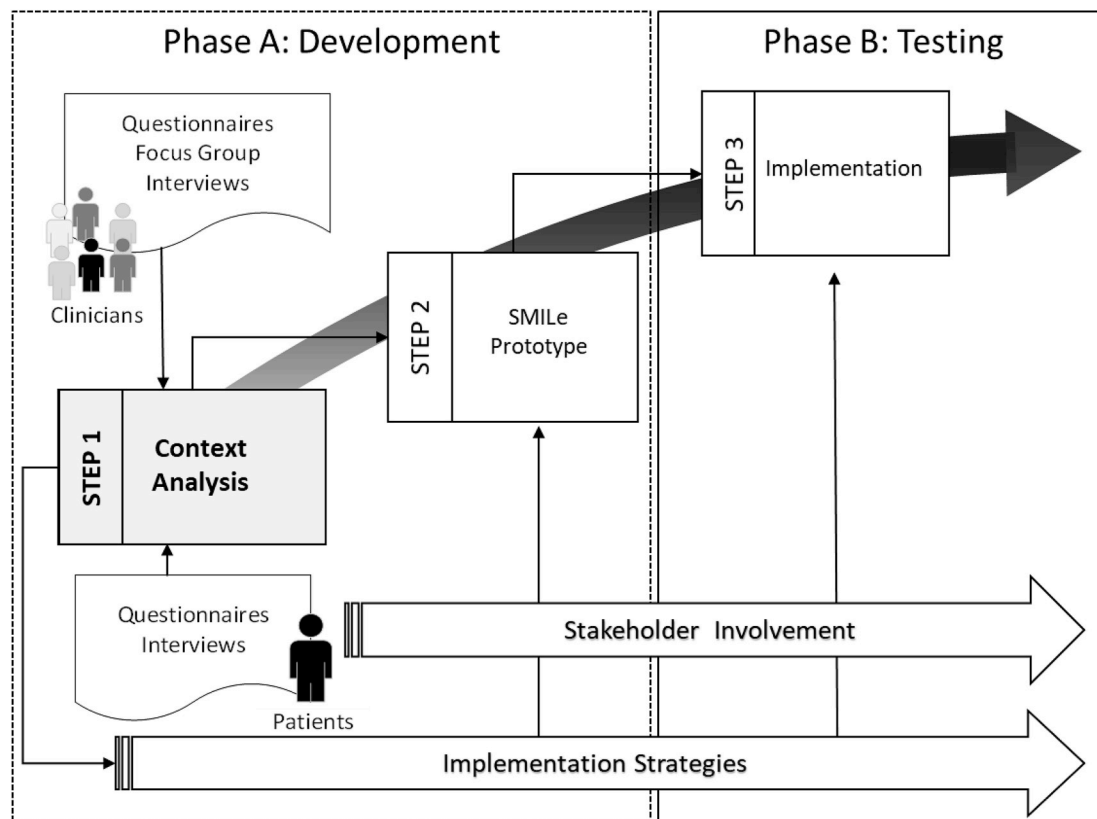 Phase A: Development
Phase B: Testing
Questionnaires
Focus Group
Interviews
Clinicians
STEP 3
Implementation
STEP 2
SMILe
Prototype
STEP 1
Context
Analysis
Questionnaires
Interviews
Patients
Stakeholder Involvement
Implementation Strategies